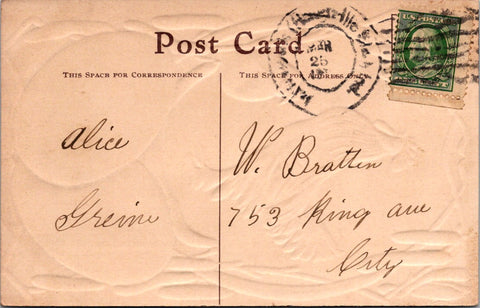 Post Card
THIS SPACE FOR CORRESPONDENCE
THIS SPACE FOR ADDRESS ONLY
MAR
25
U.S. POSTAGE
Alice
W. Bratten
753 King ave
City